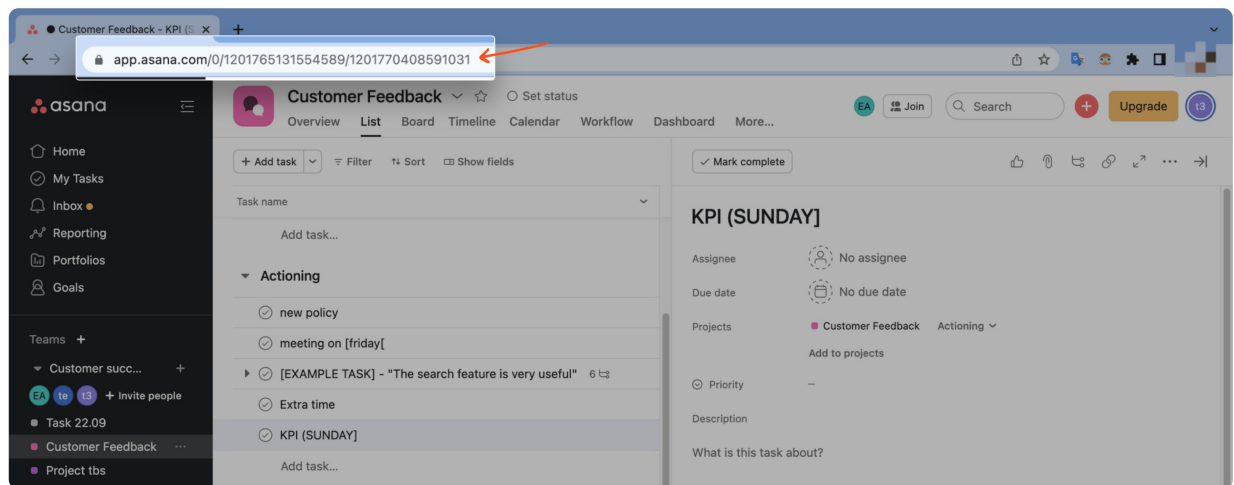 Customer Feedback - KPI (S
app.asana.com/0/1201765131554589/1201770408591031
asana
Customer Feedback
Set status
Overview List Board Timeline Calendar Workflow Dashboard More...
EA
Join
Search
Upgrade
t3
Home
My Tasks
Inbox
Reporting
Portfolios
Goals
Teams +
Customer succ... +
EA te t3 + Invite people
Task 22.09
Customer Feedback ...
Project tbs
+ Add task
Filter
Sort
Show fields
Task name
Add task...
Actioning
new policy
meeting on [friday[
[EXAMPLE TASK] - "The search feature is very useful" 6
Extra time
KPI (SUNDAY]
Add task...
Mark complete
KPI (SUNDAY]
Assignee No assignee
Due date No due date
Projects Customer Feedback Actioning
Add to projects
Priority —
Description
What is this task about?